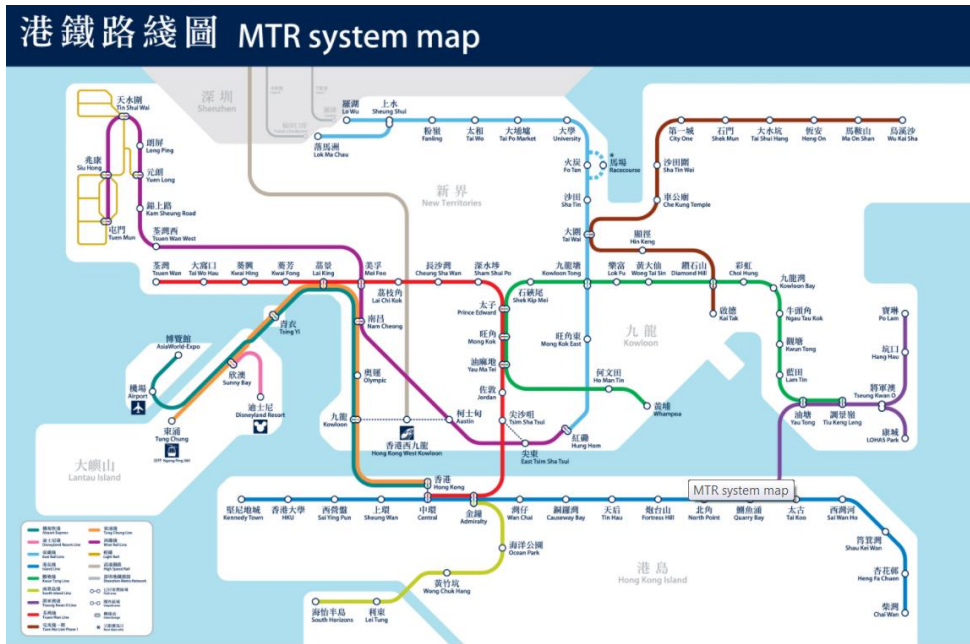 港鐵路綫圖 MTR system map
深圳
Shenzhen
天水圍
Tin Shui Wai
朗屏
Long Ping
兆康
Siu Hong
元朗
Yuen Long
錦上路
Kam Sheung Road
屯門
Tuen Mun
荃灣西
Tsuen Wan West
羅湖
Lo Wu
上水
Sheung Shui
落馬洲
Lok Ma Chau
粉嶺
Fanling
太和
Tai Wo
大埔墟
Tai Po Market
大學
University
火炭
Fo Tan
馬場
Racecourse
沙田
Sha Tin
大圍
Tai Wai
新界
New Territories
第一城
City One
石門
Shek Mun
大水坑
Tai Shui Hang
恆安
Heng On
馬鞍山
Ma On Shan
烏溪沙
Wu Kai Sha
沙田圍
Sha Tin Wai
車公廟
Che Kung Temple
顯徑
Hin Keng
荃灣
Tsuen Wan
大窩口
Tai Wo Hau
葵興
Kwai Hing
葵芳
Kwai Fong
荔景
Lai King
美孚
Mei Foo
荔枝角
Lai Chi Kok
長沙灣
Cheung Sha Wan
深水埗
Sham Shui Po
九龍塘
Kowloon Tong
樂富
Lok Fu
黃大仙
Wong Tai Sin
鑽石山
Diamond Hill
彩虹
Choi Hung
九龍灣
Kowloon Bay
石硤尾
Shek Kip Mei
太子
Prince Edward
啟德
Kai Tak
牛頭角
Ngau Tau Kok
寶琳
Po Lam
青衣
Tsing Yi
南昌
Nam Cheong
旺角
Mong Kok
旺角東
Mong Kok East
九龍
Kowloon
觀塘
Kwun Tong
坑口
Hang Hau
博覽館
AsiaWorld-Expo
油麻地
Yau Ma Tei
藍田
Lam Tin
欣澳
Sunny Bay
奧運
Olympic
何文田
Ho Man Tin
機場
Airport
佐敦
Jordan
黃埔
Whampoa
將軍澳
Tseung Kwan O
迪士尼
Disneyland Resort
東涌
Tung Chung
九龍
Kowloon
柯士甸
Austin
尖沙咀
Tsim Sha Tsui
油塘
Yau Tong
調景嶺
Tiu Keng Leng
康城
LOHAS Park
香港西九龍
Hong Kong West Kowloon
尖東
East Tsim Sha Tsui
紅磡
Hung Hom
大嶼山
Lantau Island
香港
Hong Kong
MTR system map
堅尼地城
Kennedy Town
香港大學
HKU
西營盤
Sai Ying Pun
上環
Sheung Wan
中環
Central
金鐘
Admiralty
灣仔
Wan Chai
銅鑼灣
Causeway Bay
天后
Tin Hau
炮台山
Fortress Hill
北角
North Point
鰂魚涌
Quarry Bay
太古
Tai Koo
西灣河
Sai Wan Ho
筲箕灣
Shau Kei Wan
海洋公園
Ocean Park
杏花邨
Heng Fa Chuen
黃竹坑
Wong Chuk Hang
港島
Hong Kong Island
柴灣
Chai Wan
海怡半島
South Horizons
利東
Lei Tung